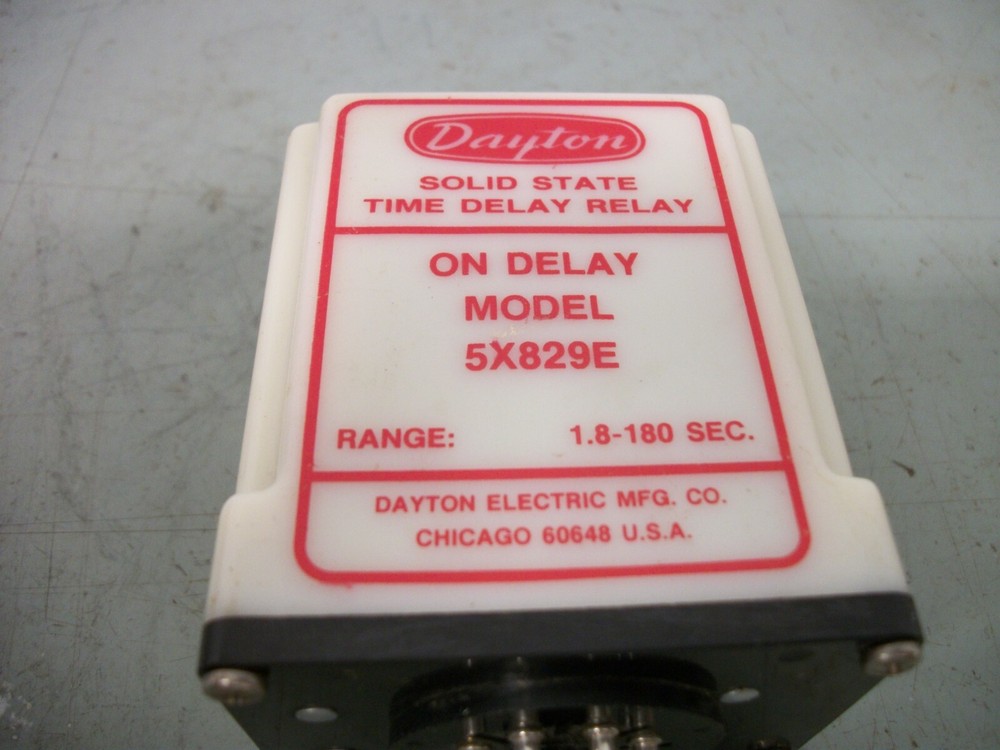 Dayton
SOLID STATE
TIME DELAY RELAY
ON DELAY
MODEL
5X829E
RANGE: 1.8-180 SEC.
DAYTON ELECTRIC MFG. CO.
CHICAGO 60648 U.S.A.